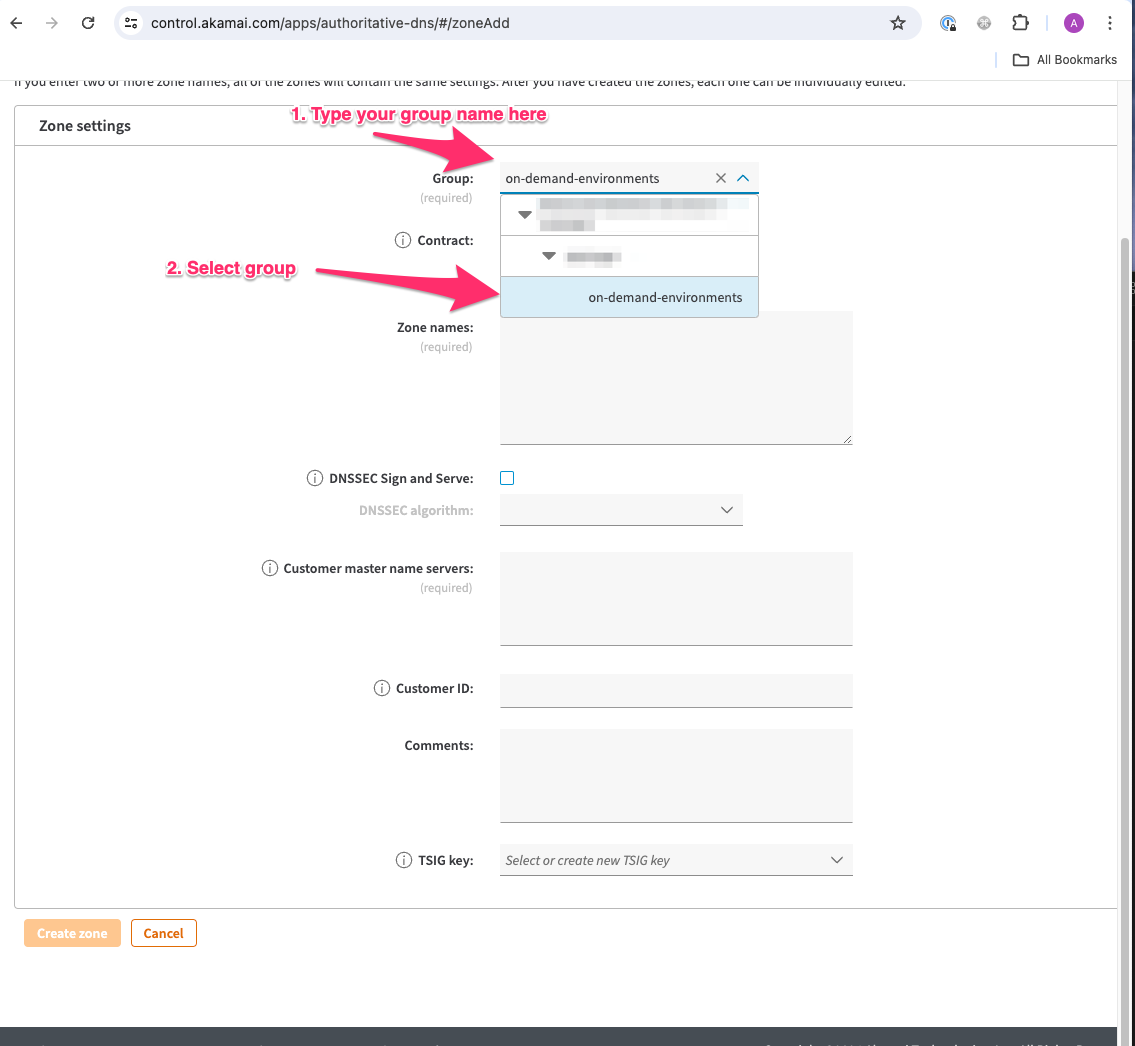 control.akamai.com/apps/authoritative-dns/#/zoneAdd
A
All Bookmarks
If you enter two or more zone names, all of the zones will contain the same settings. After you have created the zones, each one can be individually edited.
1. Type your group name here
Zone settings
Group:
on-demand-environments
(required)
Contract:
2. Select group
on-demand-environments
Zone names:
(required)
DNSSEC Sign and Serve:
DNSSEC algorithm:
Customer master name servers:
(required)
Customer ID:
Comments:
TSIG key:
Select or create new TSIG key
Create zone
Cancel